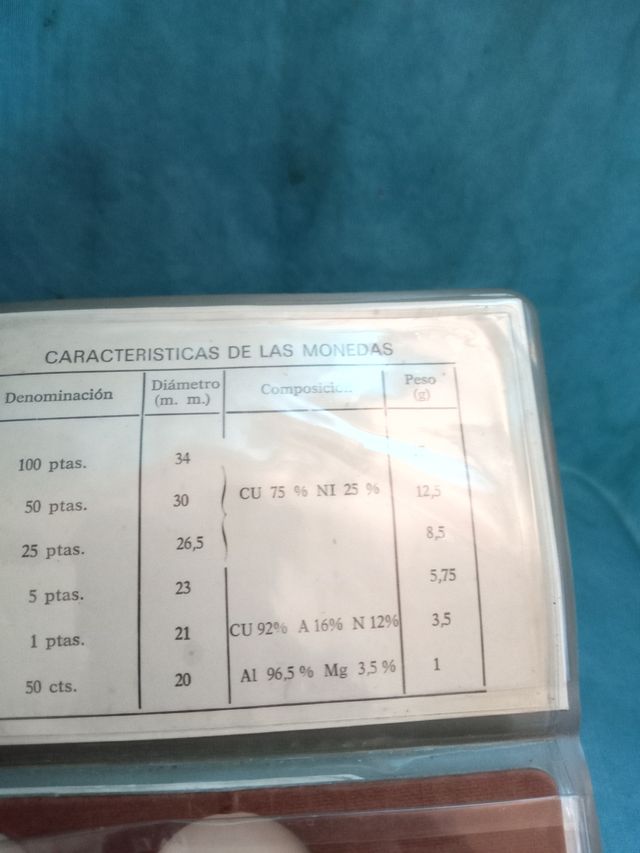 CARACTERISTICAS DE LAS MONEDAS
Denominación Diámetro (m. m.) Peso (g)
100 ptas. 34
50 ptas. 30 CU 75 % NI 25 % 12,5
25 ptas. 26,5 8,5
5 ptas. 23 5,75
1 ptas. 21 CU 92% A 16% N 12% 3,5
50 cts. 20 Al 96,5 % Mg 3,5 % 1